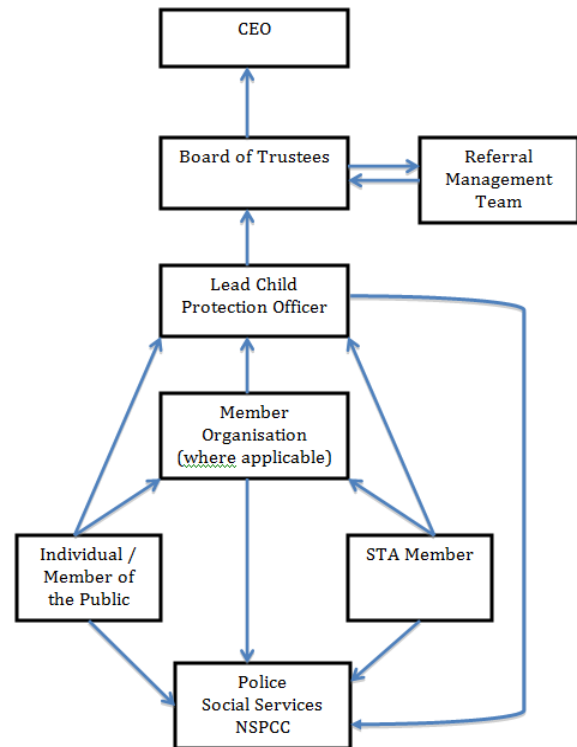 CEO
Board of Trustees
Referral
Management
Team
Lead Child
Protection Officer
Member
Organisation
(where applicable)
Individual /
Member of
the Public
STA Member
Police
Social Services
NSPCC